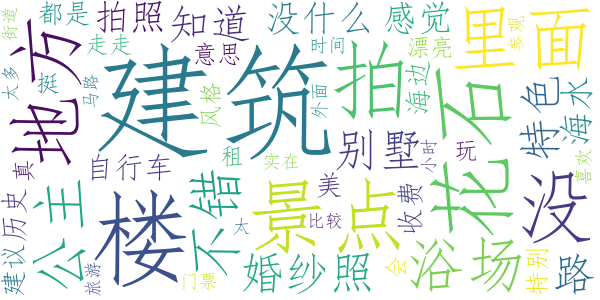 街道
都是
拍照
知道
没什么
感觉
里面
走走
意思
时间
漂亮
参观
大多
挺
马路
地方
建筑
拍
海边
风格
外面
花石
特色
海水
真
自行车
租
实在
别墅
小时
玩
喜欢
建议
历史
公主
楼
不错
景点
美
收费
没
太
比较
旅游
门票
婚纱照
会
浴场
特别
路